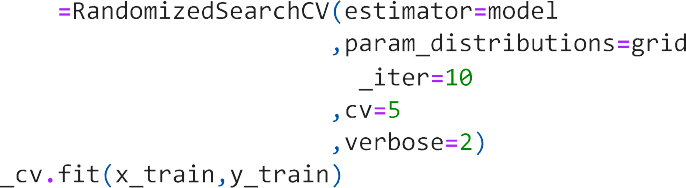 =RandomizedSearchCV(estimator=model
,param_distributions=grid
_iter=10
,cv=5
,verbose=2)
_cv.fit(x_train,y_train)